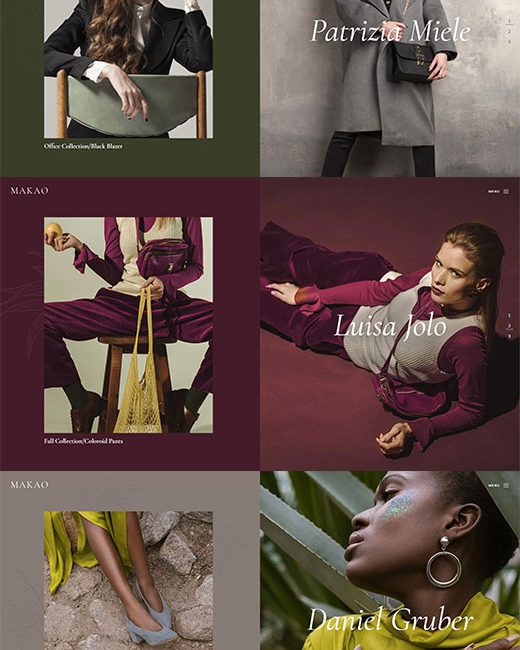 Patrizia Miele
1
2
3
Office Collection/Black Blazer
MAKAO
MENU
Luisa Jolo
1
2
3
Fall Collection/Coloroid Pants
MAKAO
MENU
Daniel Gruber